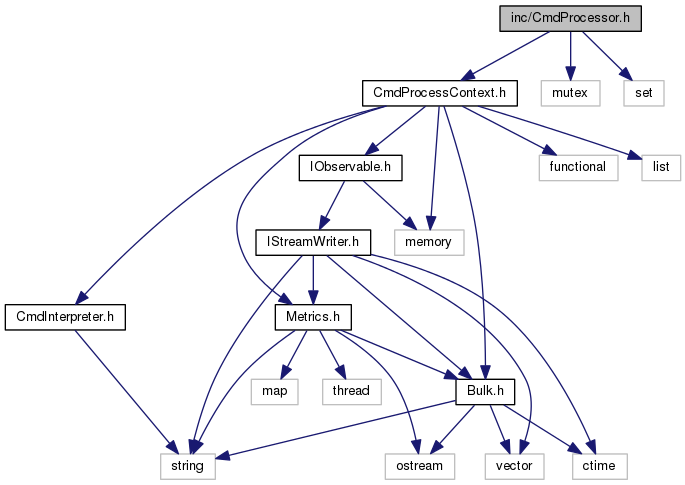 inc/CmdProcessor.h
CmdProcessContext.h
mutex
set
IObservable.h
functional
list
IStreamWriter.h
memory
CmdInterpreter.h
Metrics.h
map
thread
Bulk.h
string
ostream
vector
ctime